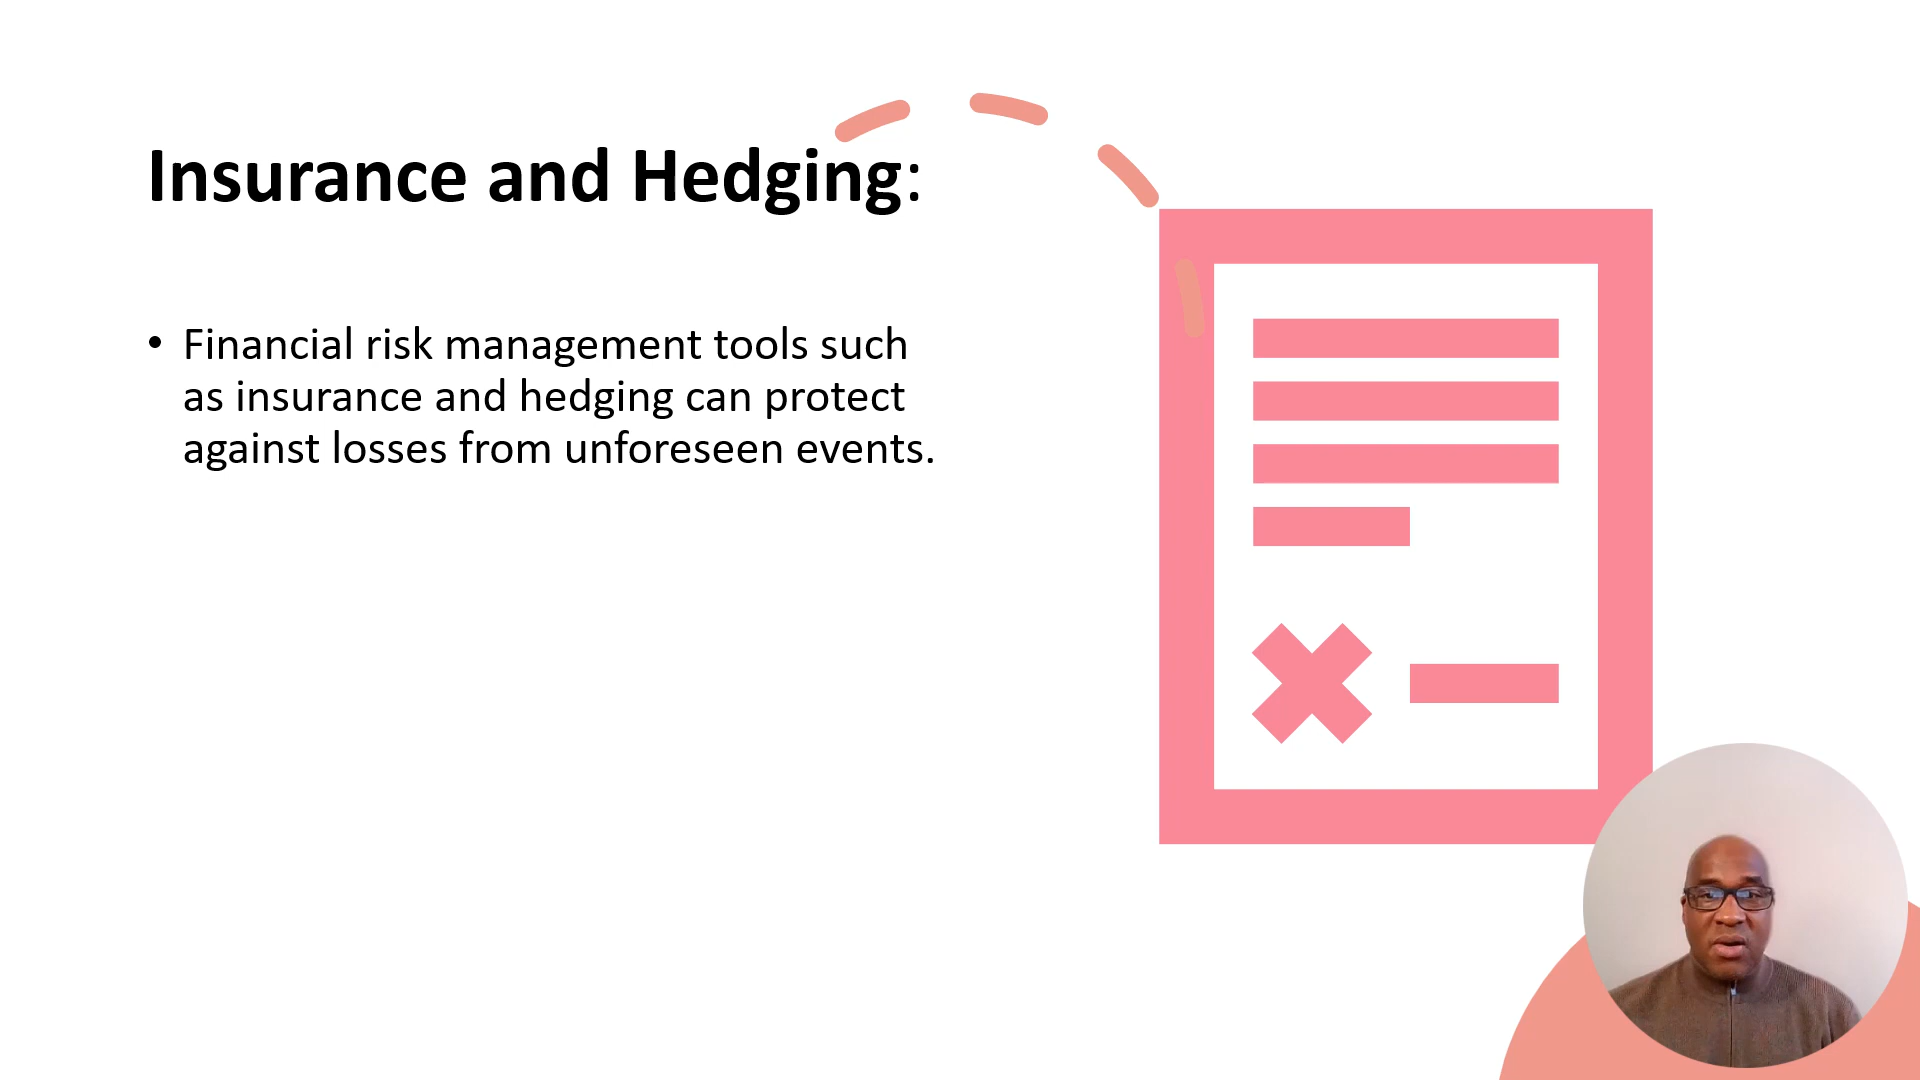 Insurance and Hedging:
• Financial risk management tools such
as insurance and hedging can protect
against losses from unforeseen events.